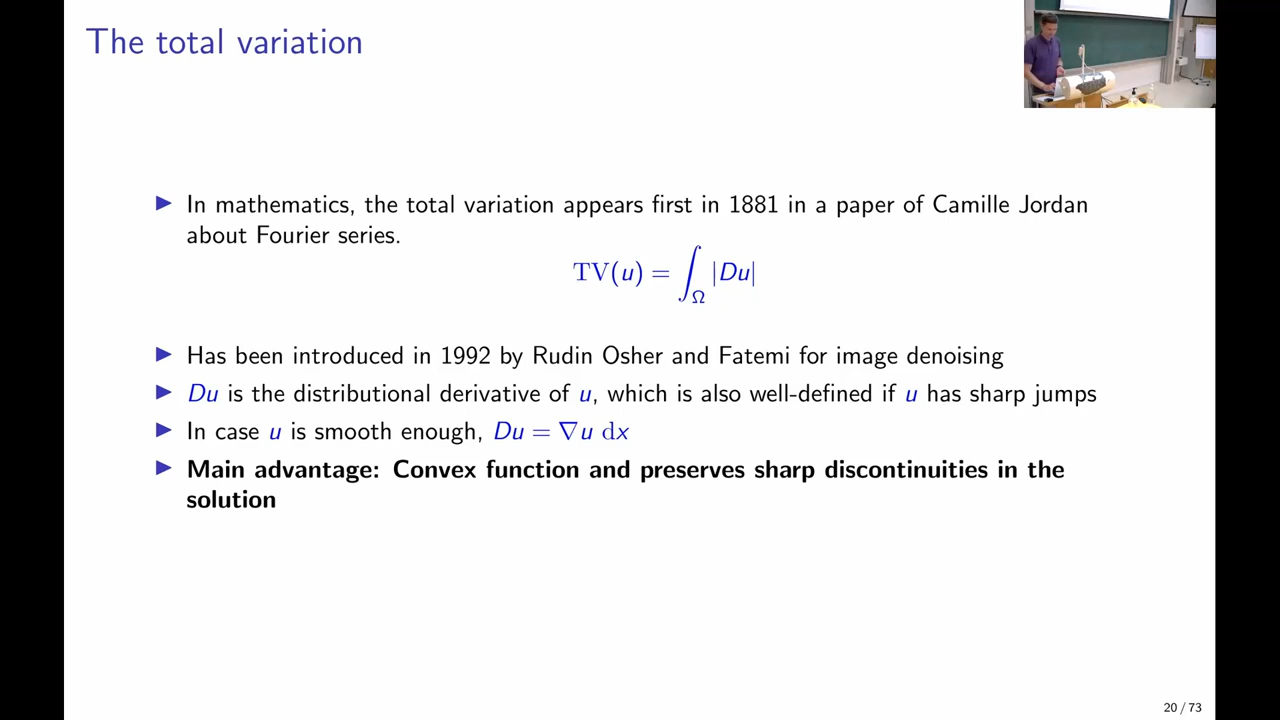 The total variation
▶ In mathematics, the total variation appears first in 1881 in a paper of Camille Jordan
about Fourier series.
TV(u) = ∫_Ω |Du|
▶ Has been introduced in 1992 by Rudin Osher and Fatemi for image denoising
▶ Du is the distributional derivative of u, which is also well-defined if u has sharp jumps
▶ In case u is smooth enough, Du = ∇u dx
▶ Main advantage: Convex function and preserves sharp discontinuities in the
solution
20 / 73